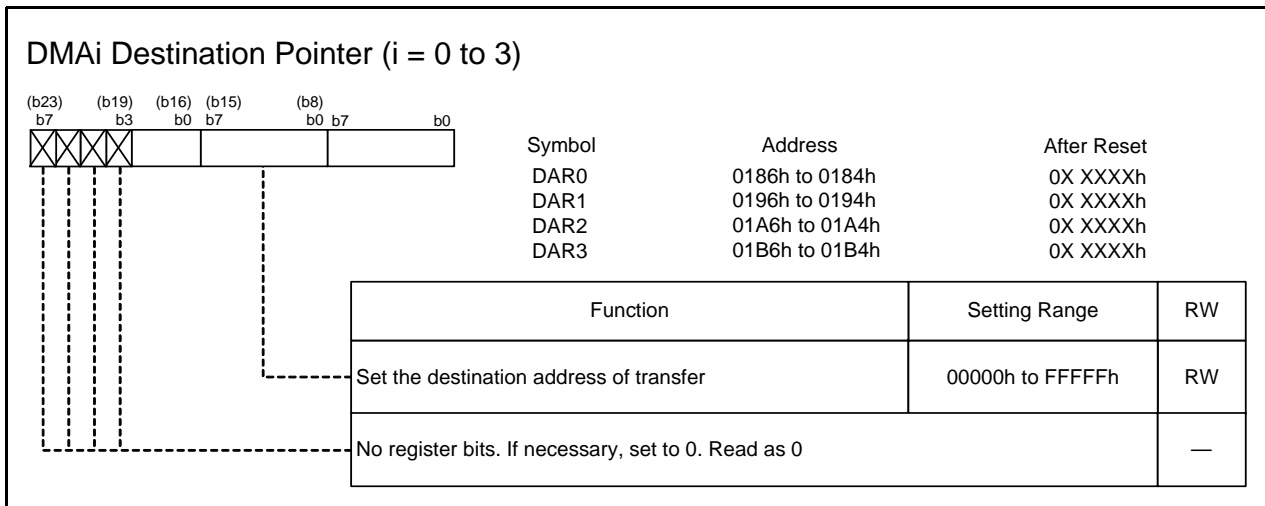 DMAi Destination Pointer (i = 0 to 3)
(b23) (b19) (b16) (b15) (b8)
b7 b3 b0 b7 b0 b7 b0
Symbol Address After Reset
DAR0 0186h to 0184h 0X XXXXh
DAR1 0196h to 0194h 0X XXXXh
DAR2 01A6h to 01A4h 0X XXXXh
DAR3 01B6h to 01B4h 0X XXXXh
Function Setting Range RW
Set the destination address of transfer 00000h to FFFFFh RW
No register bits. If necessary, set to 0. Read as 0 —